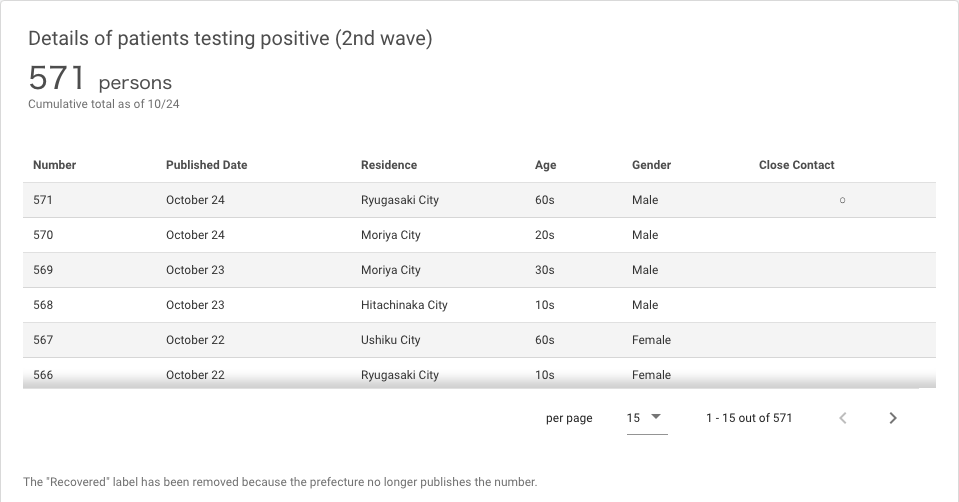 Details of patients testing positive (2nd wave)
571 persons
Cumulative total as of 10/24
Number Published Date Residence Age Gender Close Contact
571 October 24 Ryugasaki City 60s Male ○
570 October 24 Moriya City 20s Male
569 October 23 Moriya City 30s Male
568 October 23 Hitachinaka City 10s Male
567 October 22 Ushiku City 60s Female
566 October 22 Ryugasaki City 10s Female
per page 15 1 - 15 out of 571
The "Recovered" label has been removed because the prefecture no longer publishes the number.